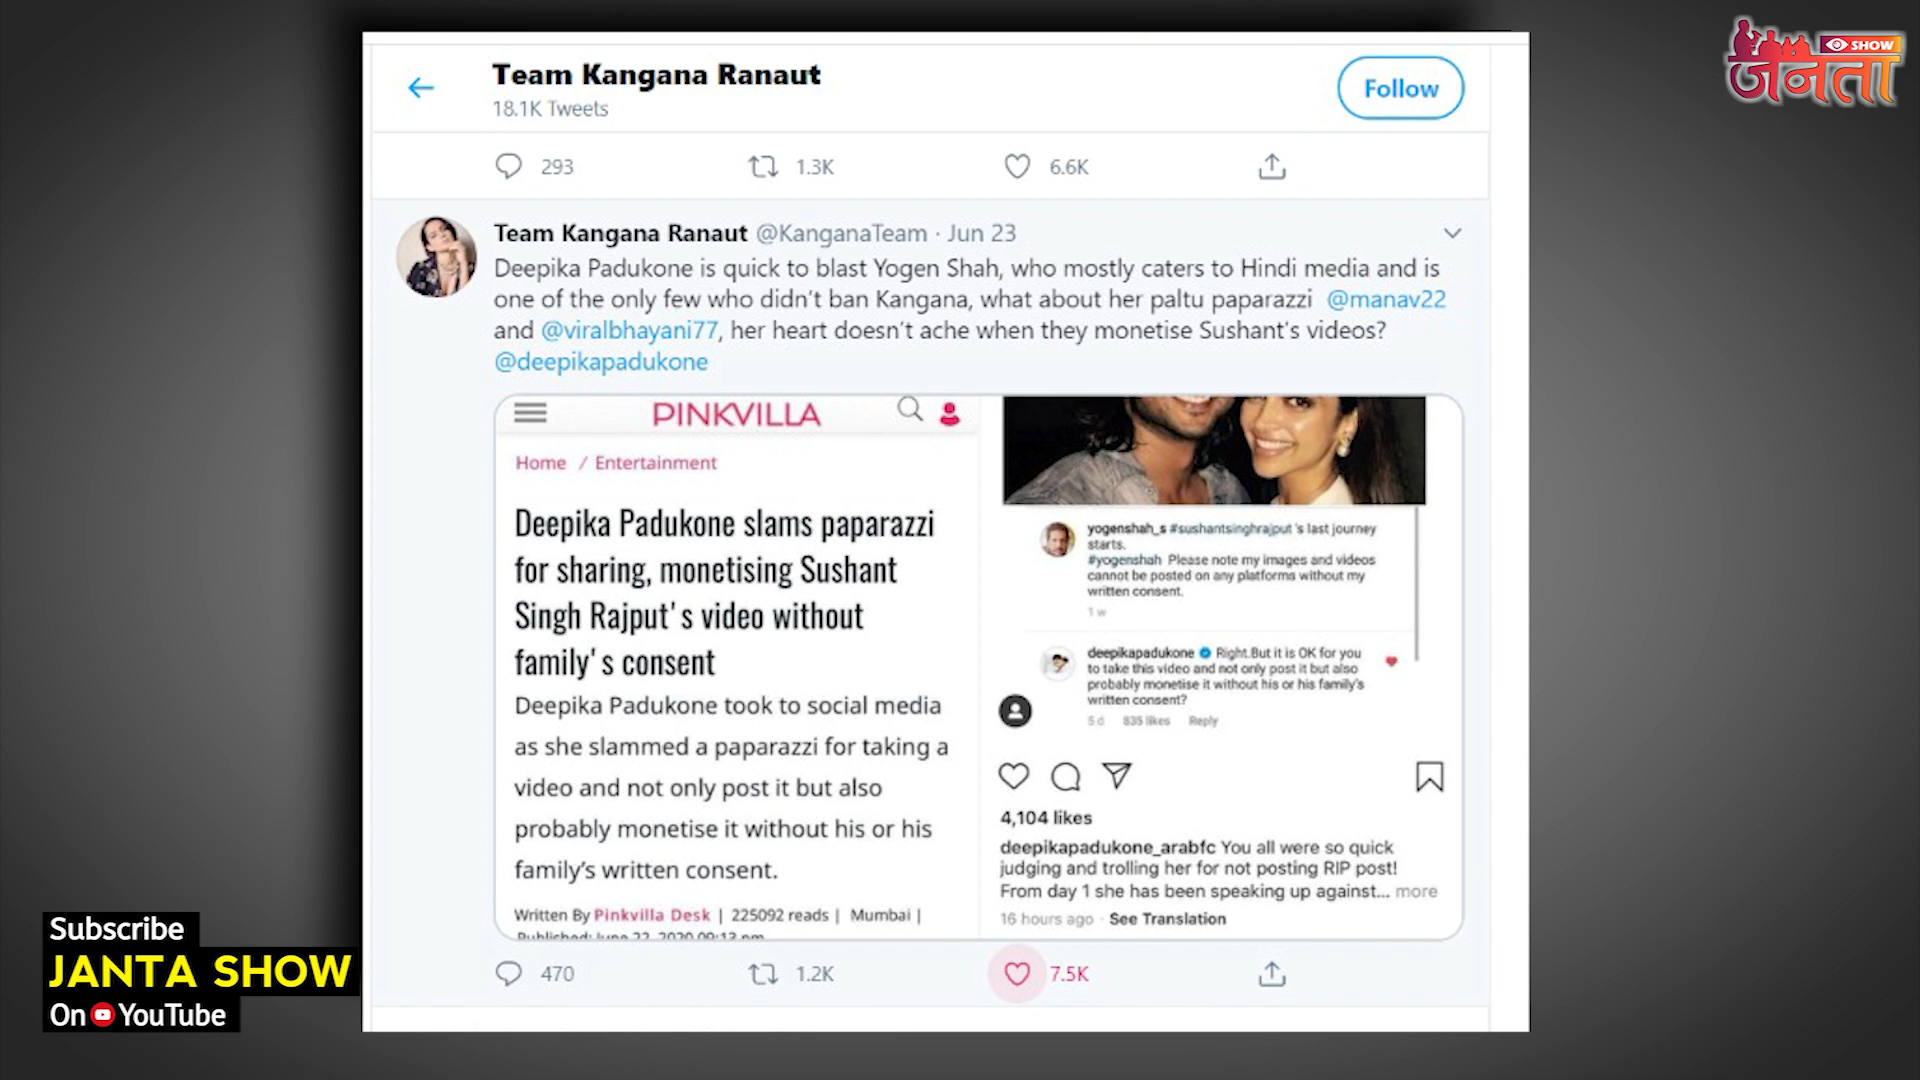 SHOW
जनता
Team Kangana Ranaut
18.1K Tweets
Follow
293
1.3K
6.6K
Team Kangana Ranaut @KanganaTeam · Jun 23
Deepika Padukone is quick to blast Yogen Shah, who mostly caters to Hindi media and is
one of the only few who didn't ban Kangana, what about her paltu paparazzi @manav22
and @viralbhayani77, her heart doesn't ache when they monetise Sushant's videos?
@deepikapadukone
PINKVILLA
Home / Entertainment
Deepika Padukone slams paparazzi
for sharing, monetising Sushant
Singh Rajput's video without
family's consent
Deepika Padukone took to social media
as she slammed a paparazzi for taking a
video and not only post it but also
probably monetise it without his or his
family's written consent.
Written By Pinkvilla Desk | 225092 reads | Mumbai |
Published: June 22, 2020 09:13 pm
yogenshah_s #sushantsinghrajput 's last journey
starts.
#yogenshah Please note my images and videos
cannot be posted on any platforms without my
written consent.
1 w
deepikapadukone Right.But it is OK for you
to take this video and not only post it but also
probably monetise it without his or his family's
written consent?
5 d 835 likes Reply
4,104 likes
deepikapadukone_arabfc You all were so quick
judging and trolling her for not posting RIP post!
From day 1 she has been speaking up against... more
16 hours ago · See Translation
470
1.2K
7.5K
Subscribe
JANTA SHOW
On YouTube